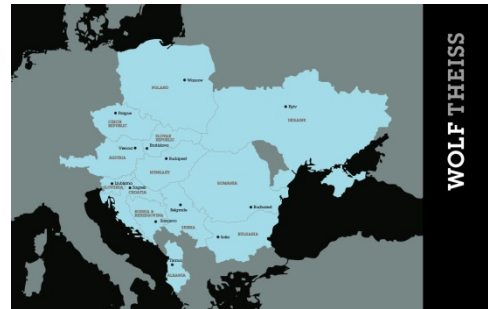 WOLF THEISS
POLAND
Warsaw
Kyiv
UKRAINE
Prague
CZECH
REPUBLIC
SLOVAK
REPUBLIC
Vienna
Bratislava
AUSTRIA
Budapest
HUNGARY
Ljubljana
SLOVENIA
Zagreb
CROATIA
ROMANIA
BOSNIA &
HERZEGOVINA
Belgrade
Bucharest
Sarajevo
SERBIA
Sofia
BULGARIA
Tirana
ALBANIA